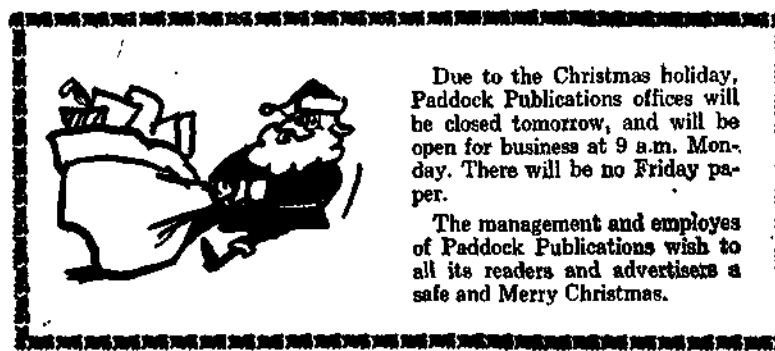 Due to the Christmas holiday,
Paddock Publications offices will
be closed tomorrow, and will be
open for business at 9 a.m. Mon-
day. There will be no Friday pa-
per.
The management and employes
of Paddock Publications wish to
all its readers and advertisers a
safe and Merry Christmas.